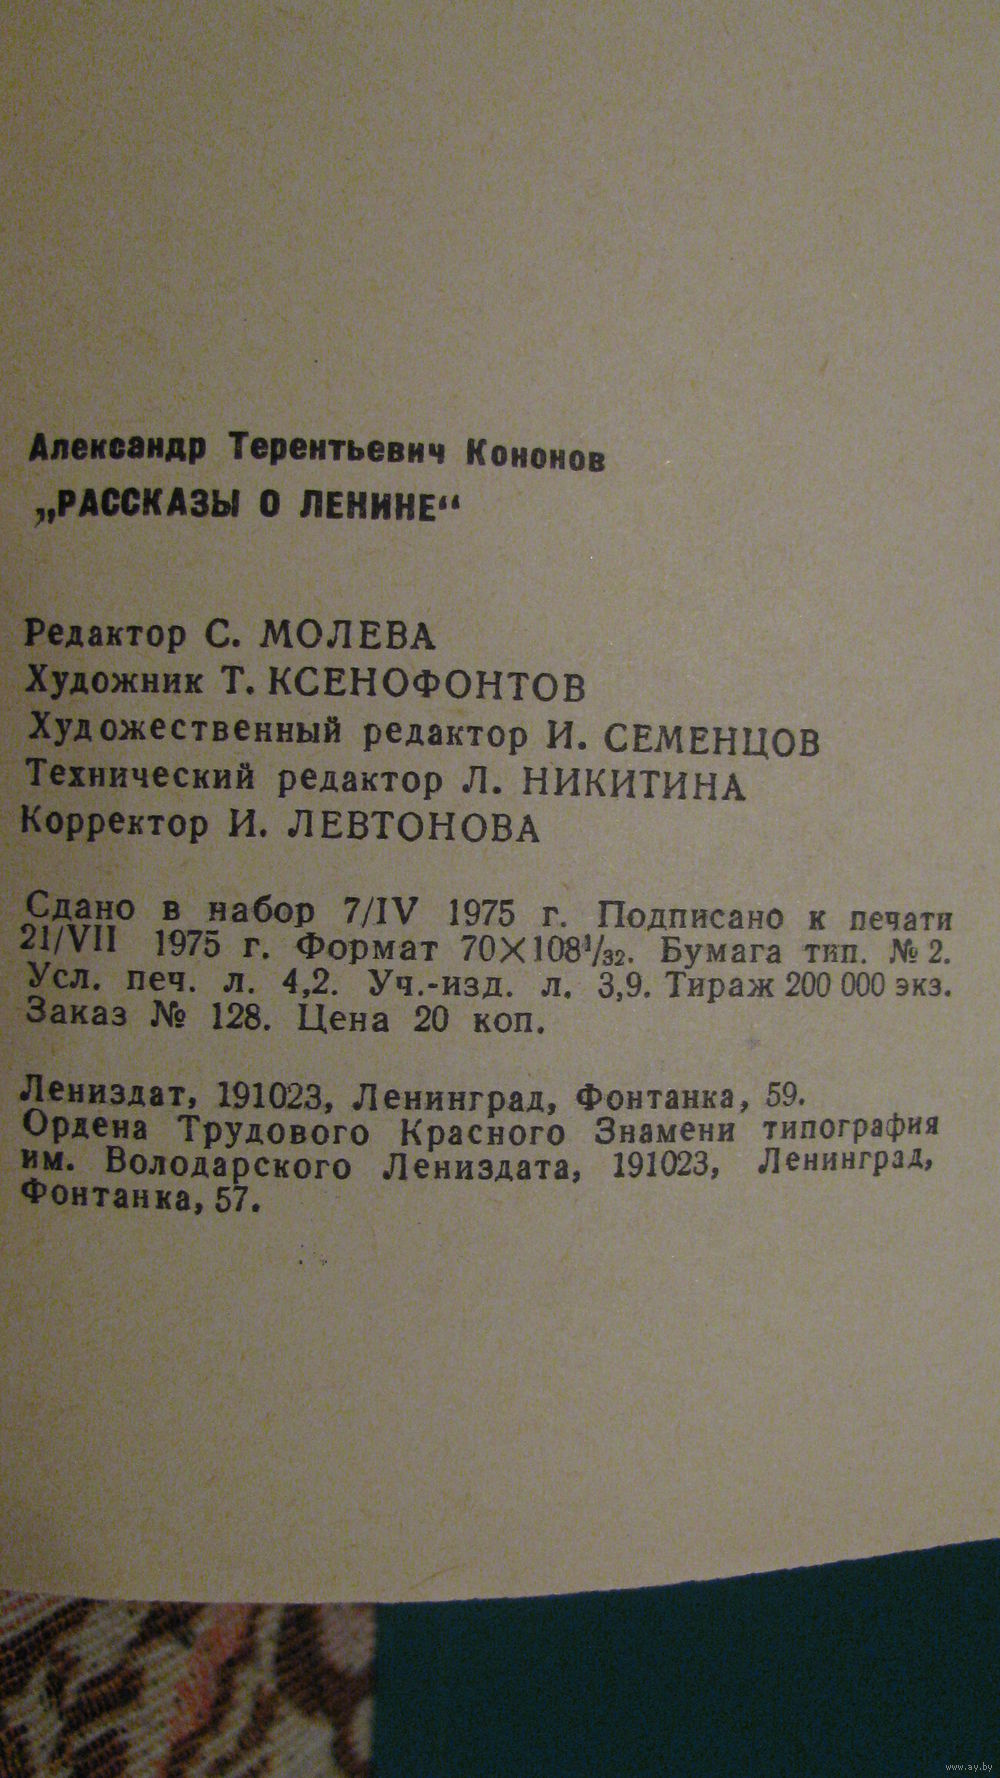 Александр Терентьевич Кононов
„РАССКАЗЫ О ЛЕНИНЕ“
Редактор С. МОЛЕВА
Художник Т. КСЕНОФОНТОВ
Художественный редактор И. СЕМЕНЦОВ
Технический редактор Л. НИКИТИНА
Корректор И. ЛЕВТОНОВА
Сдано в набор 7/IV 1975 г. Подписано к печати
21/VII 1975 г. Формат 70×108¹/₃₂. Бумага тип. № 2.
Усл. печ. л. 4,2. Уч.-изд. л. 3,9. Тираж 200 000 экз.
Заказ № 128. Цена 20 коп.
Лениздат, 191023, Ленинград, Фонтанка, 59.
Ордена Трудового Красного Знамени типография
им. Володарского Лениздата, 191023, Ленинград,
Фонтанка, 57.
www.ay.by